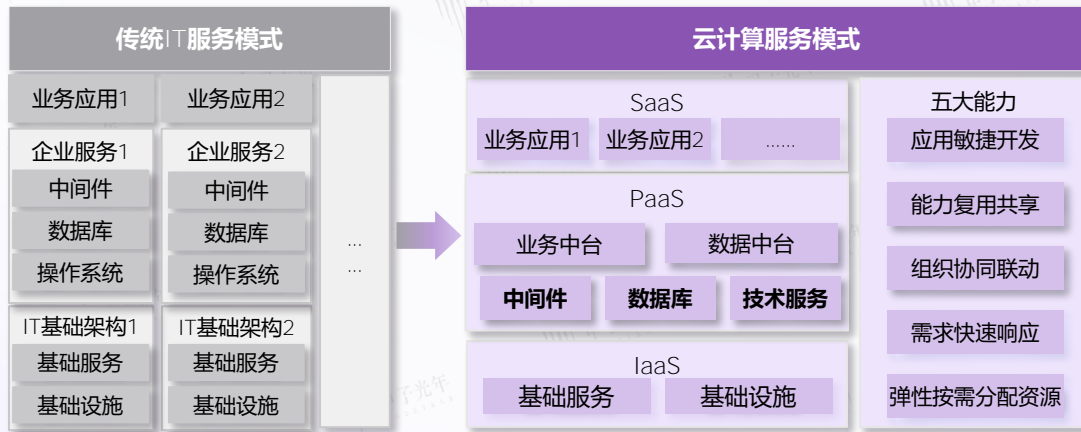 传统IT服务模式
业务应用1
业务应用2
企业服务1
中间件
数据库
操作系统
企业服务2
中间件
数据库
操作系统
IT基础架构1
基础服务
基础设施
IT基础架构2
基础服务
基础设施
...
...
云计算服务模式
SaaS
业务应用1
业务应用2
......
PaaS
业务中台
数据中台
中间件
数据库
技术服务
IaaS
基础服务
基础设施
五大能力
应用敏捷开发
能力复用共享
组织协同联动
需求快速响应
弹性按需分配资源